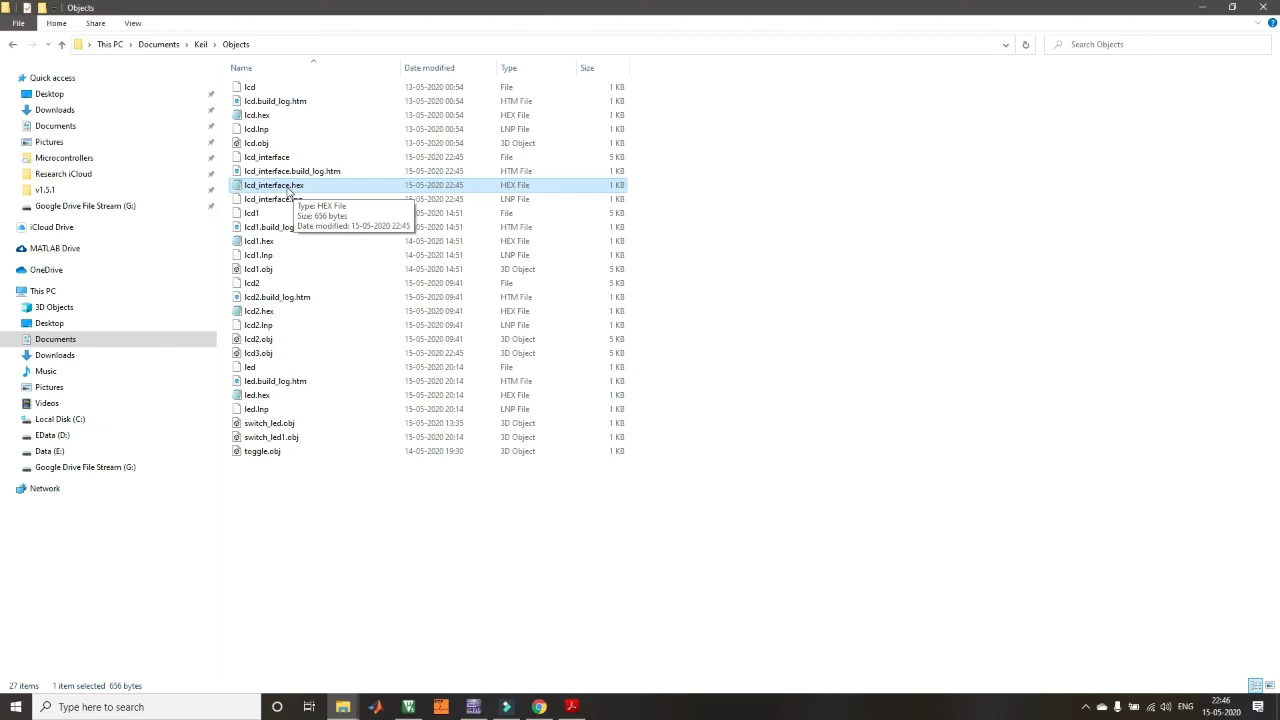 Objects
File Home Share View
This PC Documents Keil Objects
Search Objects
Name Date modified Type Size
Quick access
Desktop
Downloads
Documents
Pictures
Microcontrollers
Research iCloud
v1.5.1
Google Drive File Stream (G:)
iCloud Drive
MATLAB Drive
OneDrive
This PC
3D Objects
Desktop
Documents
Downloads
Music
Pictures
Videos
Local Disk (C:)
EData (D:)
Data (E:)
Google Drive File Stream (G:)
Network
lcd 13-05-2020 00:54 File 1 KB
lcd.build_log.htm 13-05-2020 00:54 HTM File 1 KB
lcd.hex 13-05-2020 00:54 HEX File 1 KB
lcd.lnp 13-05-2020 00:54 LNP File 1 KB
lcd.obj 13-05-2020 00:54 3D Object 1 KB
lcd_interface 15-05-2020 22:45 File 5 KB
lcd_interface.build_log.htm 15-05-2020 22:45 HTM File 1 KB
lcd_interface.hex 15-05-2020 22:45 HEX File 1 KB
lcd_interface.lnp 15-05-2020 22:45 LNP File 1 KB
lcd1 14-05-2020 14:51 File 5 KB
lcd1.build_log 14-05-2020 14:51 HTM File 1 KB
lcd1.hex 14-05-2020 14:51 HEX File 1 KB
lcd1.lnp 14-05-2020 14:51 LNP File 1 KB
lcd1.obj 14-05-2020 14:51 3D Object 5 KB
lcd2 15-05-2020 09:41 File 5 KB
lcd2.build_log.htm 15-05-2020 09:41 HTM File 1 KB
lcd2.hex 15-05-2020 09:41 HEX File 1 KB
lcd2.lnp 15-05-2020 09:41 LNP File 1 KB
lcd2.obj 15-05-2020 09:41 3D Object 5 KB
lcd3.obj 15-05-2020 22:45 3D Object 5 KB
led 15-05-2020 20:14 File 1 KB
led.build_log.htm 15-05-2020 20:14 HTM File 1 KB
led.hex 15-05-2020 20:14 HEX File 1 KB
led.lnp 15-05-2020 20:14 LNP File 1 KB
switch_led.obj 15-05-2020 13:35 3D Object 1 KB
switch_led1.obj 15-05-2020 20:14 3D Object 1 KB
toggle.obj 14-05-2020 19:30 3D Object 1 KB
Type: HEX File
Size: 656 bytes
Date modified: 15-05-2020 22:45
27 items 1 item selected 656 bytes
Type here to search
ENG
22:46
15-05-2020